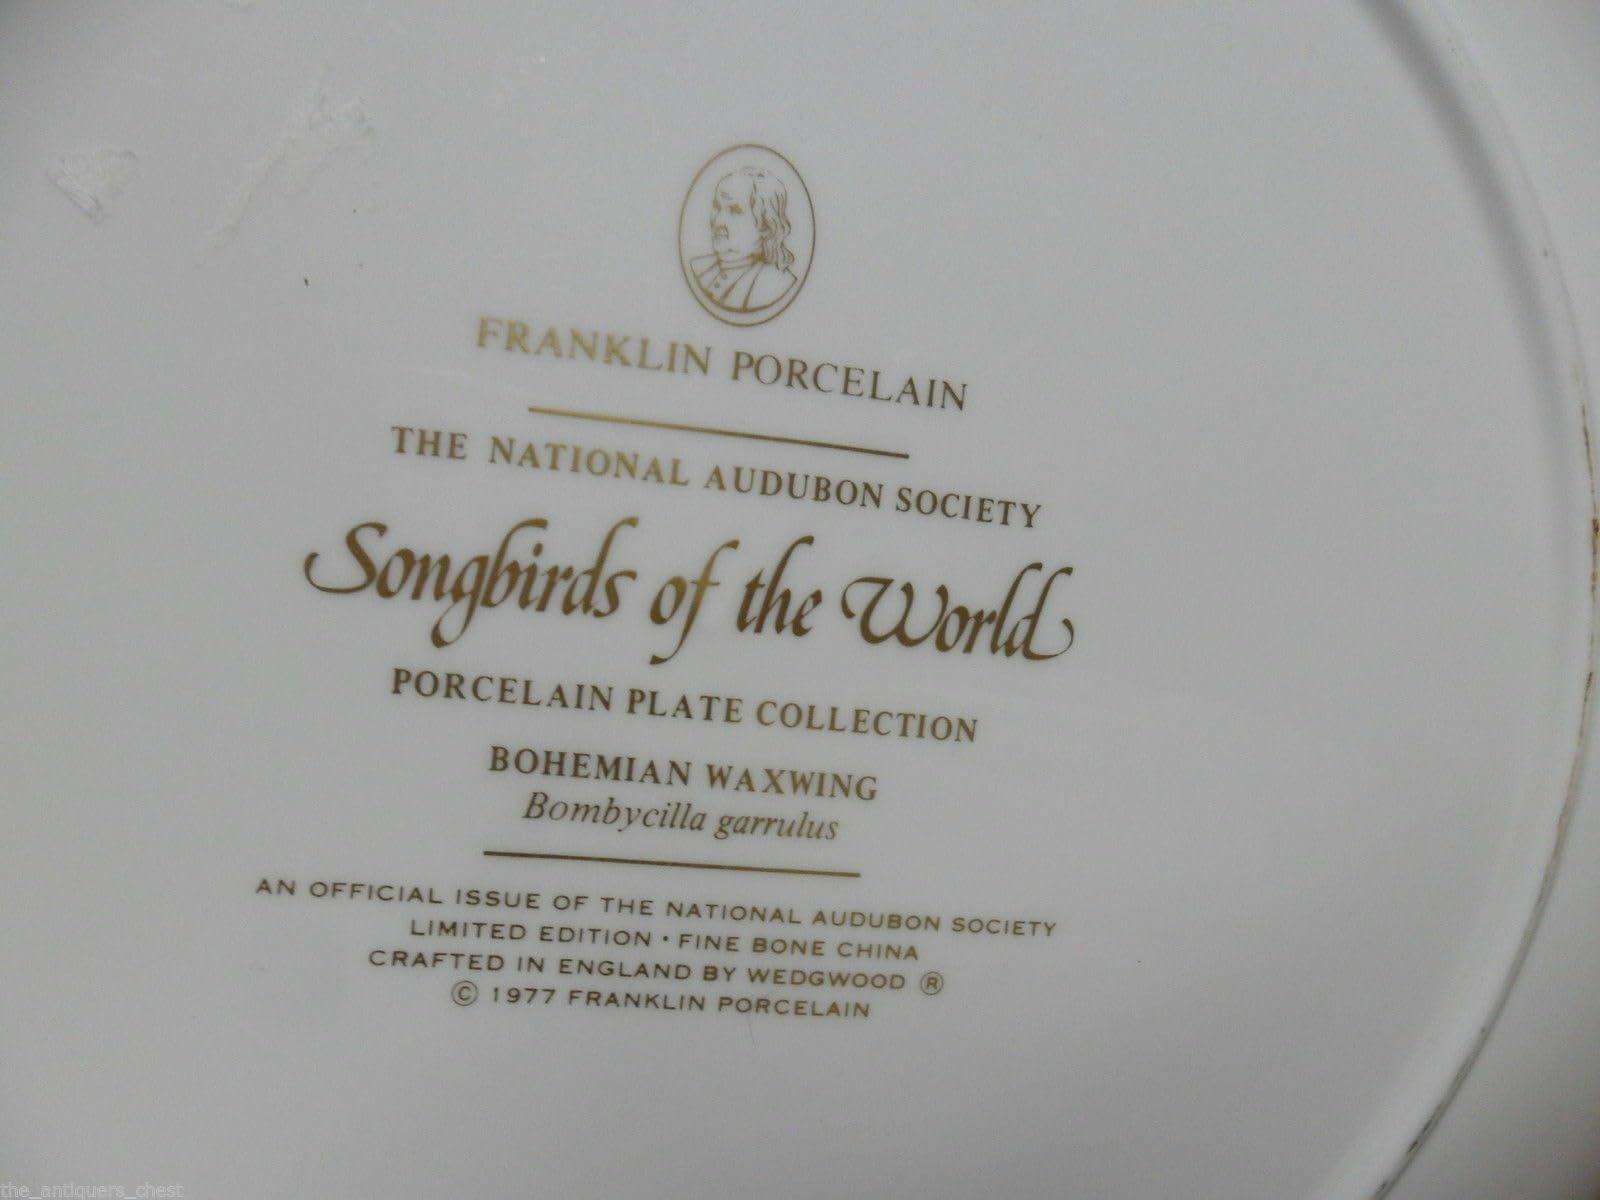 FRANKLIN PORCELAIN
THE NATIONAL AUDUBON SOCIETY
Songbirds of the World
PORCELAIN PLATE COLLECTION
BOHEMIAN WAXWING
Bombycilla garrulus
AN OFFICIAL ISSUE OF THE NATIONAL AUDUBON SOCIETY
LIMITED EDITION · FINE BONE CHINA
CRAFTED IN ENGLAND BY WEDGWOOD ®
© 1977 FRANKLIN PORCELAIN
the_antiquers_chest